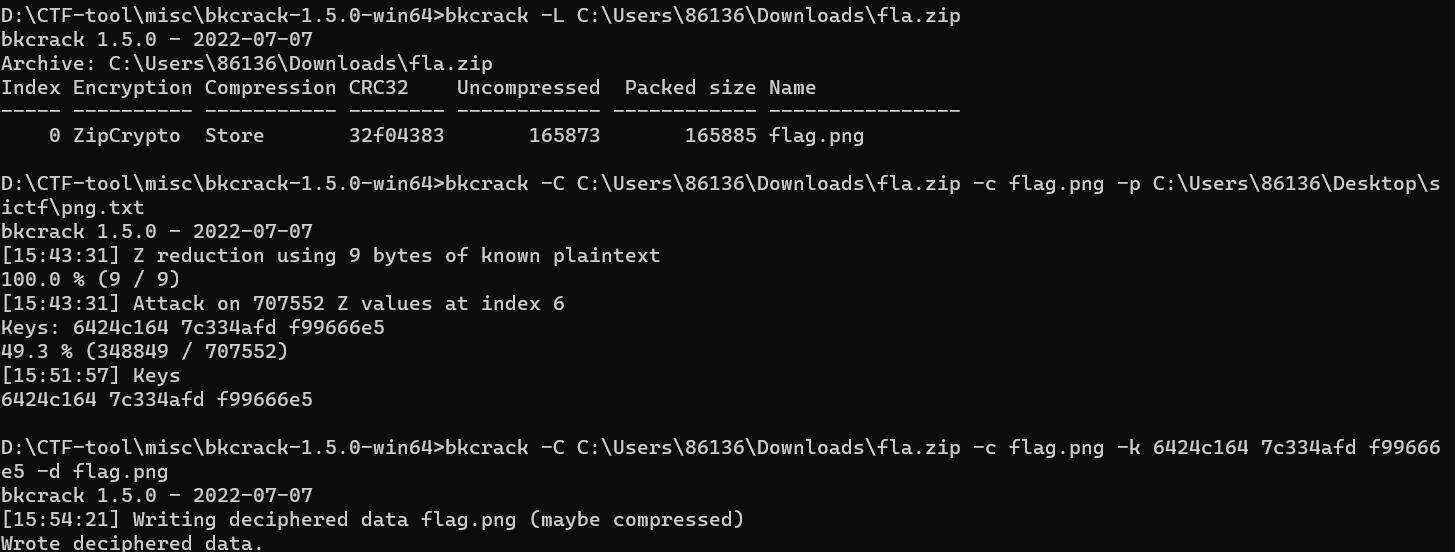 D:\CTF-tool\misc\bkcrack-1.5.0-win64>bkcrack -L C:\Users\86136\Downloads\fla.zip
bkcrack 1.5.0 - 2022-07-07
Archive: C:\Users\86136\Downloads\fla.zip
Index Encryption Compression CRC32    Uncompressed  Packed size Name
----- ---------- ----------- -------- ------------ ------------ ----------------
    0 ZipCrypto  Store       32f04383       165873       165885 flag.png

D:\CTF-tool\misc\bkcrack-1.5.0-win64>bkcrack -C C:\Users\86136\Downloads\fla.zip -c flag.png -p C:\Users\86136\Desktop\s
ictf\png.txt
bkcrack 1.5.0 - 2022-07-07
[15:43:31] Z reduction using 9 bytes of known plaintext
100.0 % (9 / 9)
[15:43:31] Attack on 707552 Z values at index 6
Keys: 6424c164 7c334afd f99666e5
49.3 % (348849 / 707552)
[15:51:57] Keys
6424c164 7c334afd f99666e5

D:\CTF-tool\misc\bkcrack-1.5.0-win64>bkcrack -C C:\Users\86136\Downloads\fla.zip -c flag.png -k 6424c164 7c334afd f99666
e5 -d flag.png
bkcrack 1.5.0 - 2022-07-07
[15:54:21] Writing deciphered data flag.png (maybe compressed)
Wrote deciphered data.